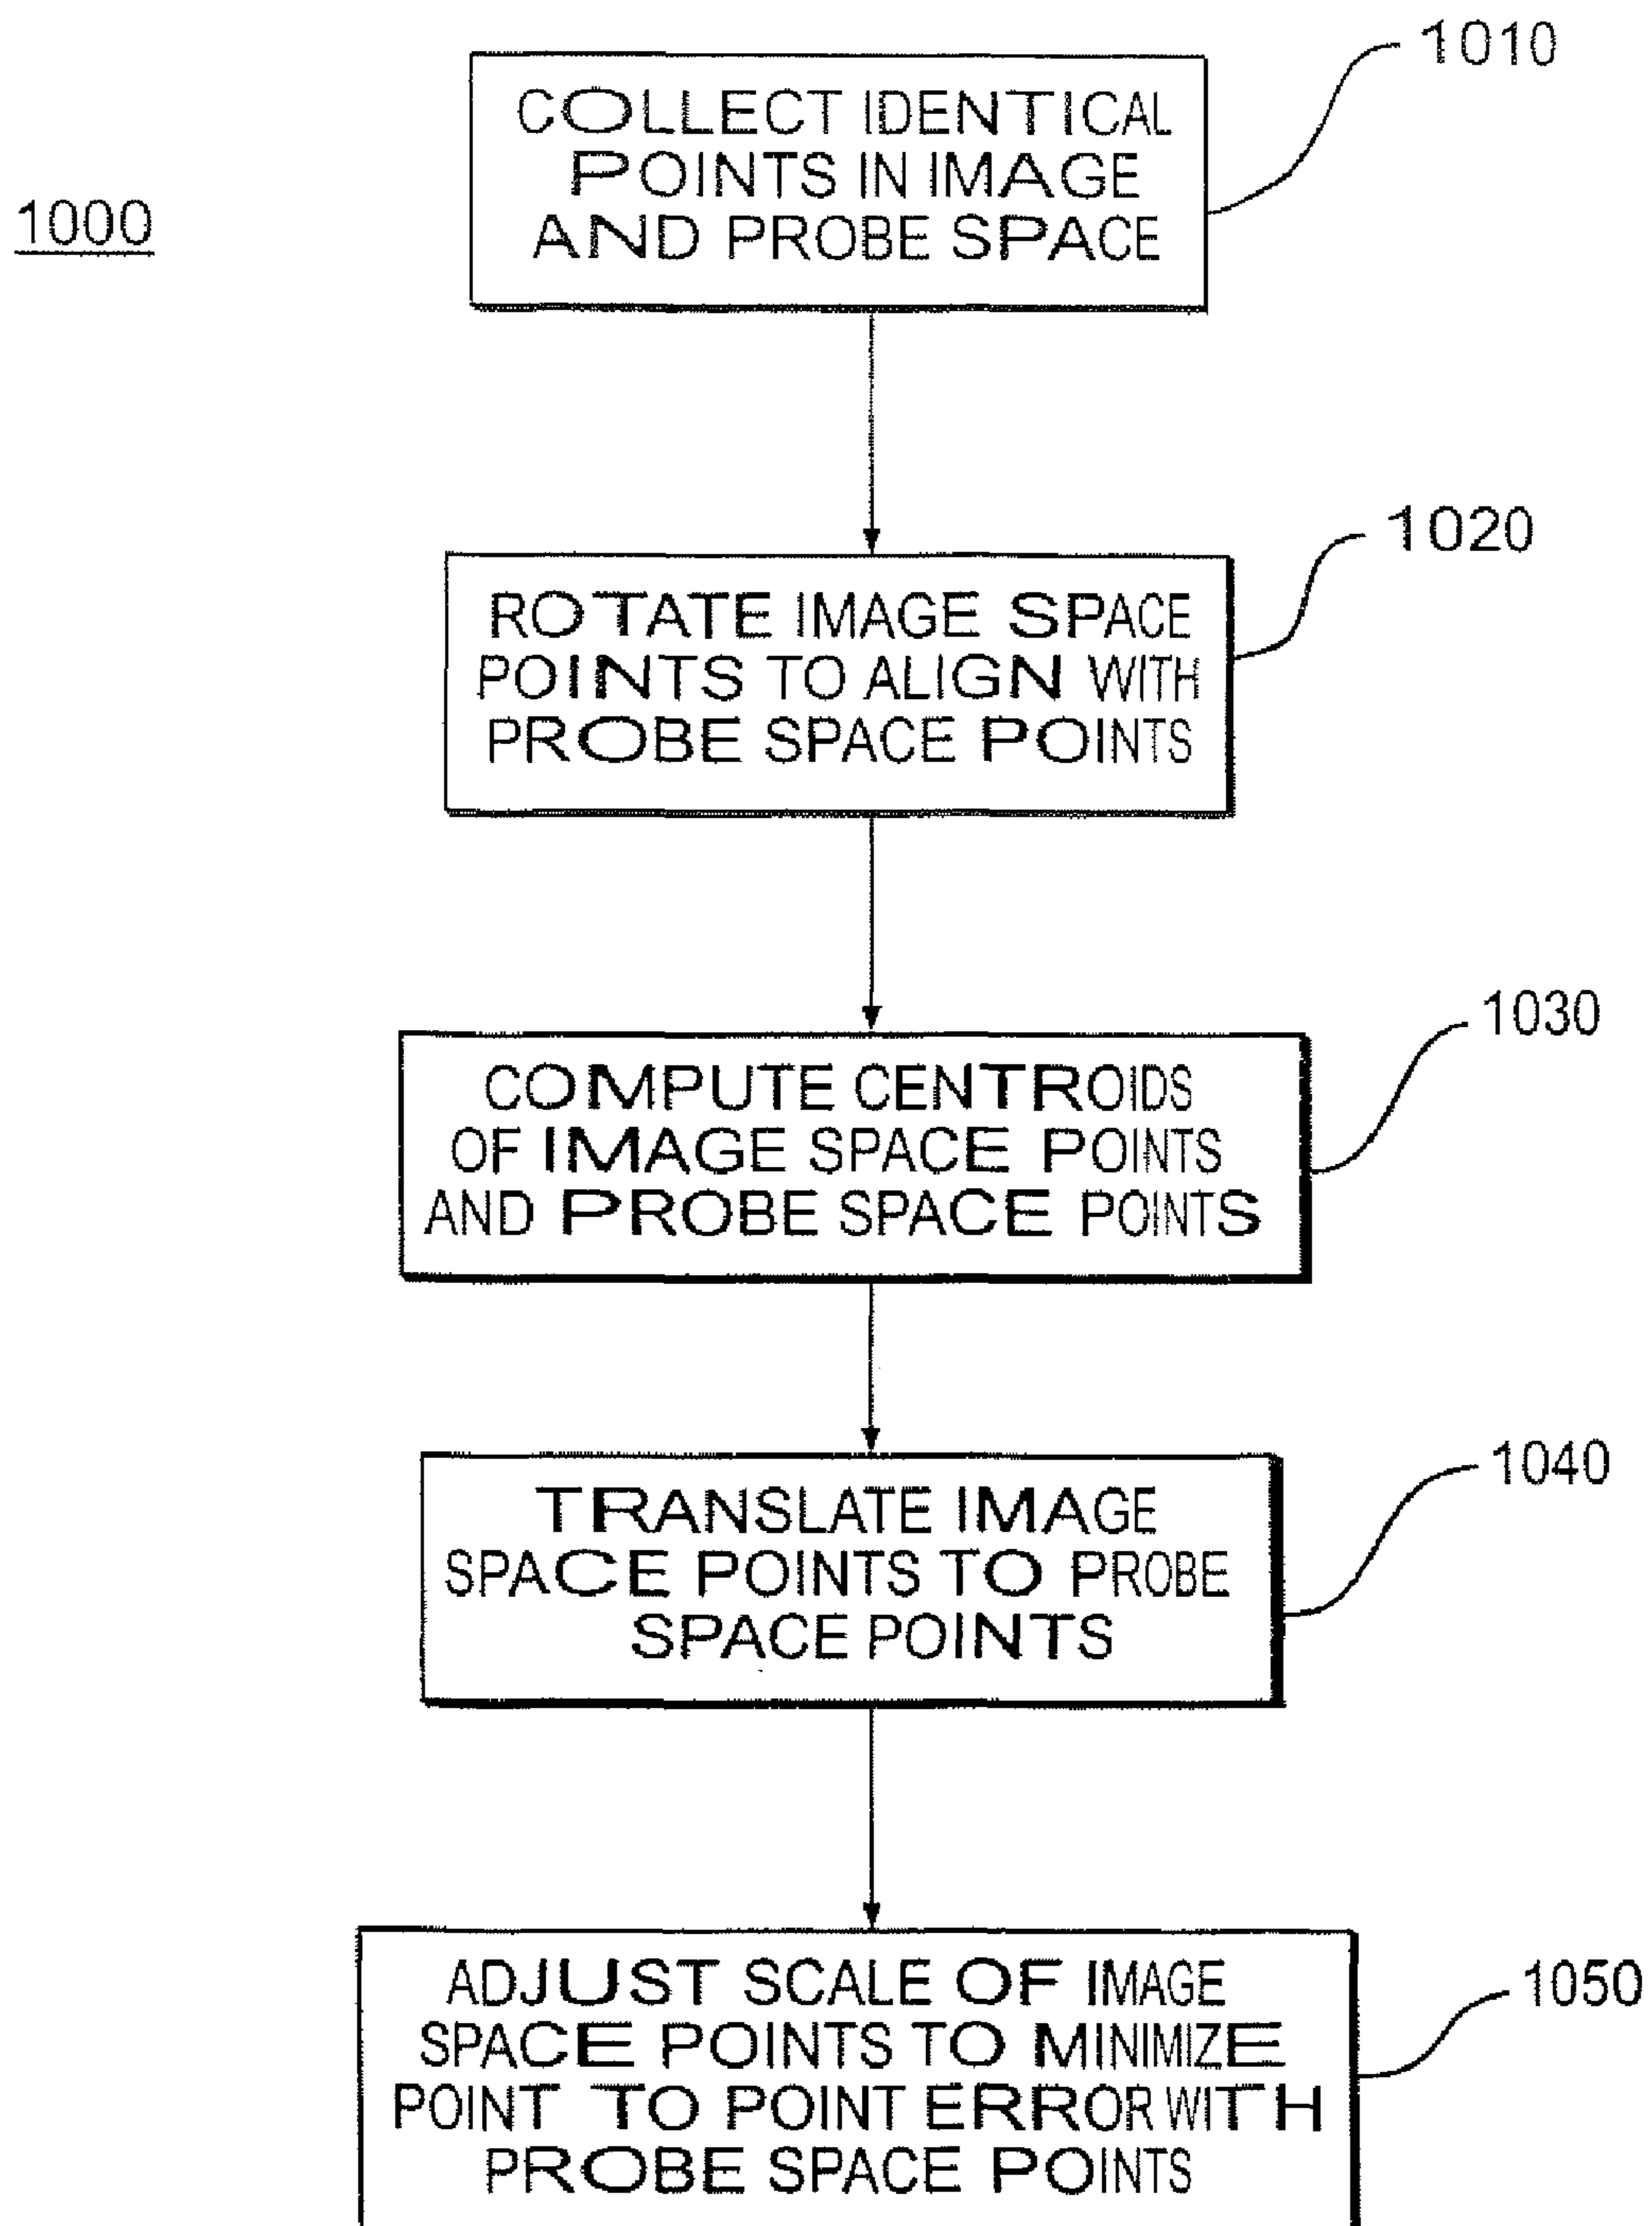 1010
COLLECT IDENTICAL
POINTS IN IMAGE
AND PROBE SPACE
1000
1020
ROTATE IMAGE SPACE
POINTS TO ALIGN WITH
PROBE SPACE POINTS
1030
COMPUTE CENTROIDS
OF IMAGE SPACE POINTS
AND PROBE SPACE POINTS
1040
TRANSLATE IMAGE
SPACE POINTS TO PROBE
SPACE POINTS
1050
ADJUST SCALE OF IMAGE
SPACE POINTS TO MINIMIZE
POINT TO POINT ERROR WITH
PROBE SPACE POINTS